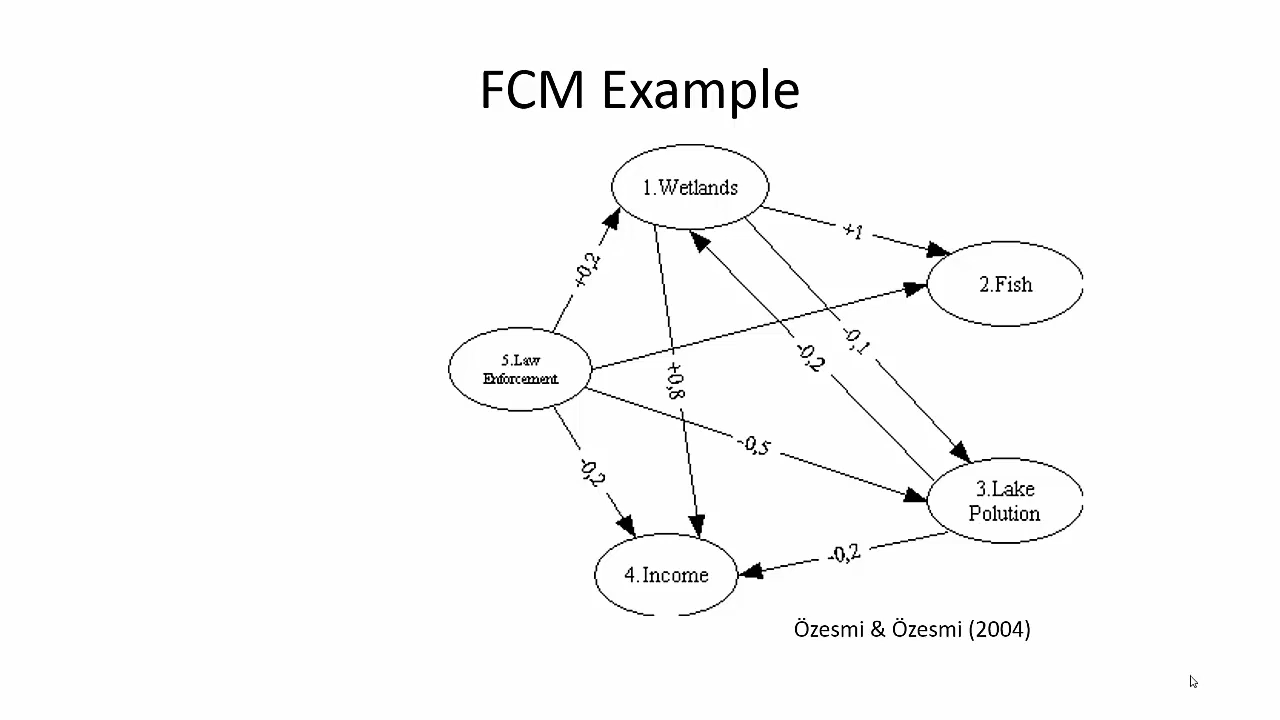 FCM Example
1.Wetlands
+1
+0,2
2.Fish
-0,1
-0,2
5.Law
Enforcement
+0,8
-0,5
-0,2
3.Lake
Polution
-0,2
4.Income
Özesmi & Özesmi (2004)